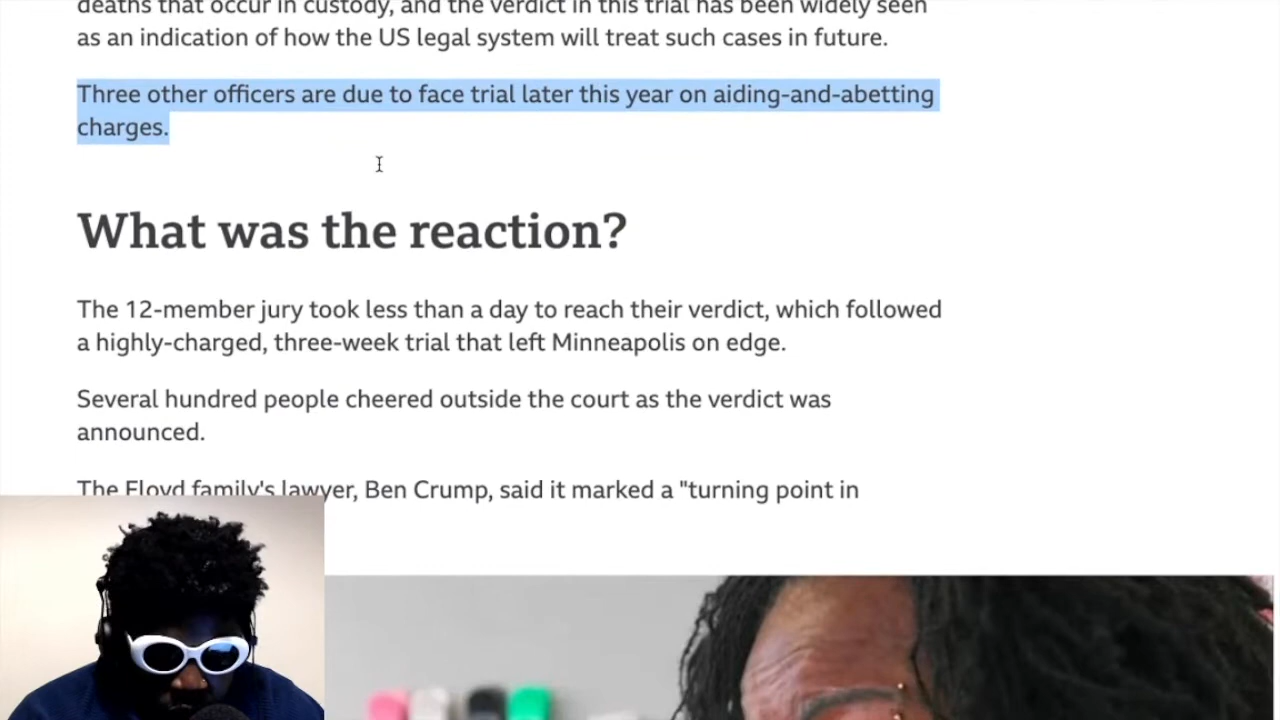 deaths that occur in custody, and the verdict in this trial has been widely seen
as an indication of how the US legal system will treat such cases in future.
Three other officers are due to face trial later this year on aiding-and-abetting
charges.
What was the reaction?
The 12-member jury took less than a day to reach their verdict, which followed
a highly-charged, three-week trial that left Minneapolis on edge.
Several hundred people cheered outside the court as the verdict was
announced.
The Floyd family's lawyer, Ben Crump, said it marked a "turning point in